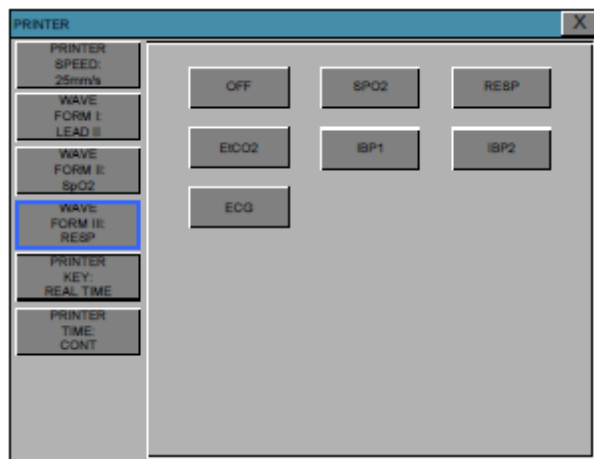 PRINTER X
PRINTER
SPEED:
25mm/s
WAVE
FORM I:
LEAD II
WAVE
FORM II:
SpO2
WAVE
FORM III:
RESP
PRINTER
KEY:
REAL TIME
PRINTER
TIME:
CONT
OFF SPO2 RESP
EtCO2 IBP1 IBP2
ECG